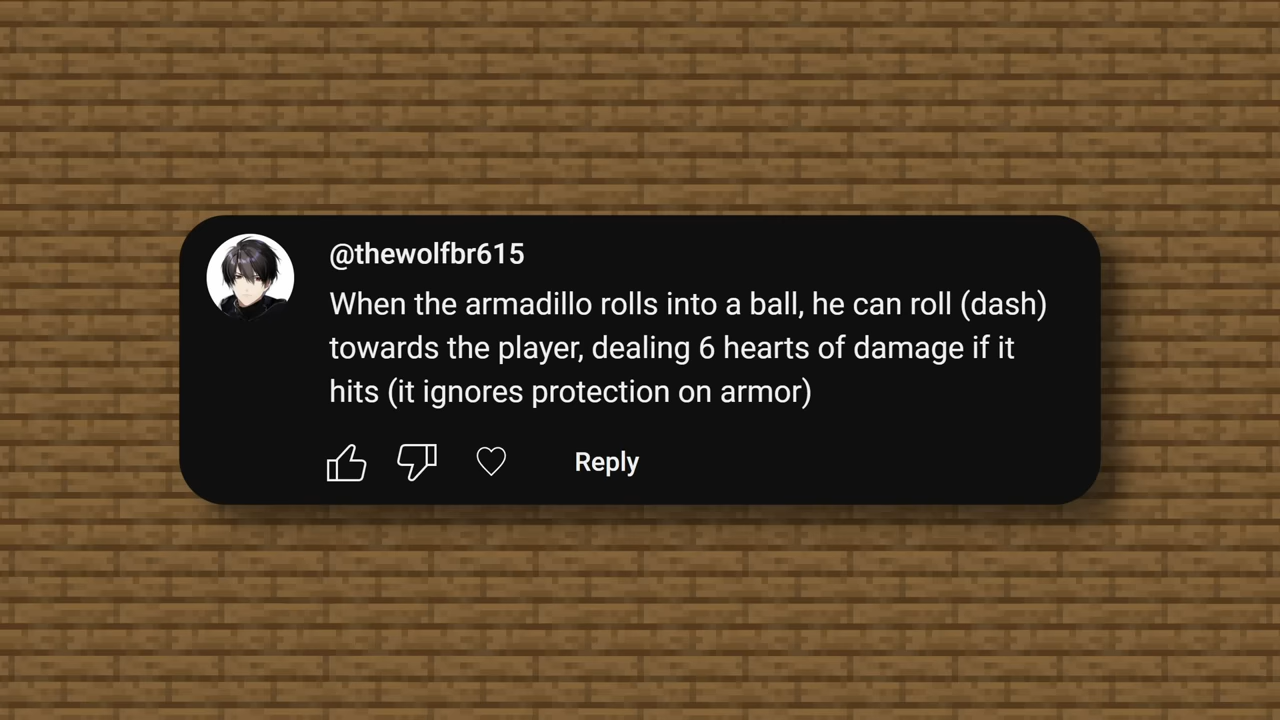 @thewolfbr615
When the armadillo rolls into a ball, he can roll (dash)
towards the player, dealing 6 hearts of damage if it
hits (it ignores protection on armor)
Reply